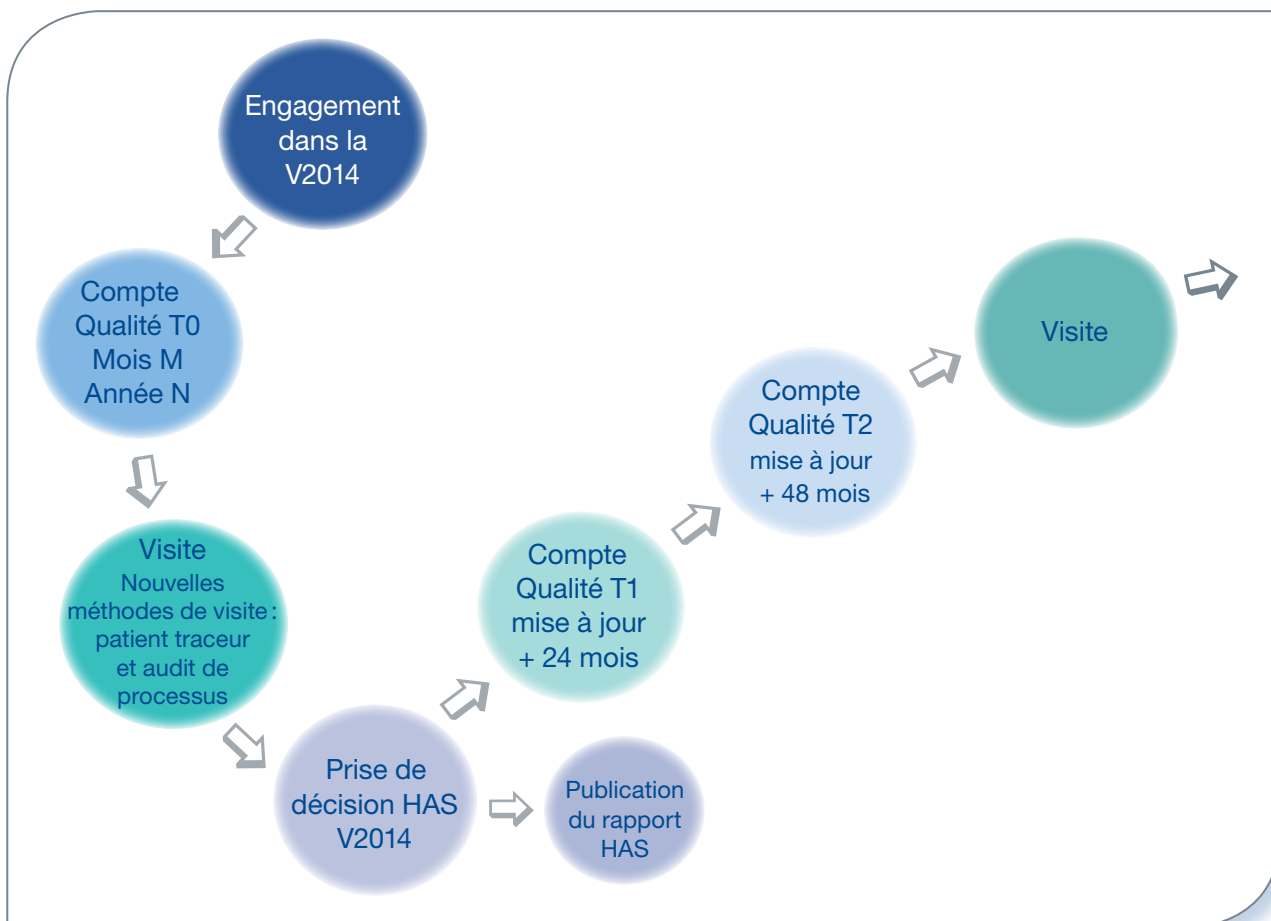 Engagement
dans la
V2014
Compte
Qualité T0
Mois M
Année N
Visite
Nouvelles
méthodes de visite :
patient traceur
et audit de
processus
Prise de
décision HAS
V2014
Publication
du rapport
HAS
Compte
Qualité T1
mise à jour
+ 24 mois
Compte
Qualité T2
mise à jour
+ 48 mois
Visite